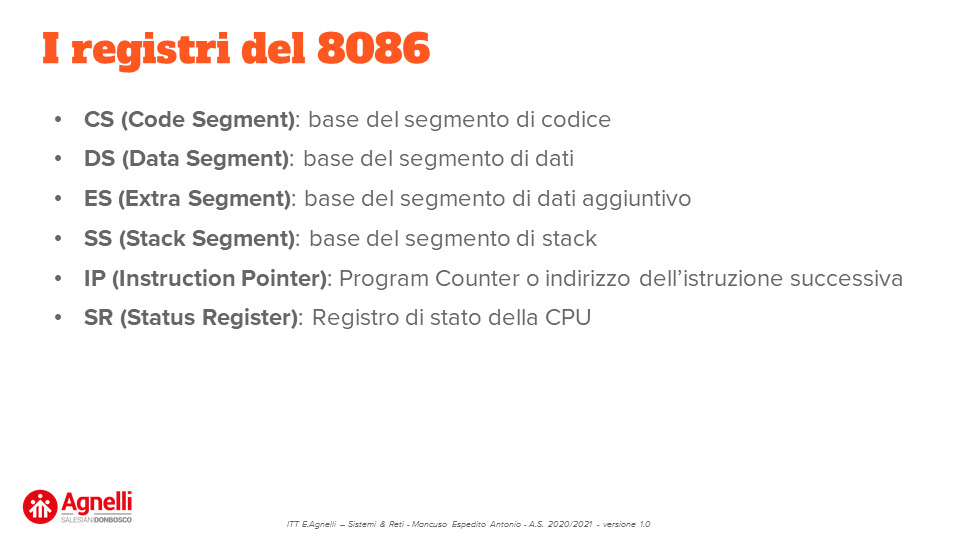 I registri del 8086
• CS (Code Segment): base del segmento di codice
• DS (Data Segment): base del segmento di dati
• ES (Extra Segment): base del segmento di dati aggiuntivo
• SS (Stack Segment): base del segmento di stack
• IP (Instruction Pointer): Program Counter o indirizzo dell’istruzione successiva
• SR (Status Register): Registro di stato della CPU
Agnelli
SALESIANIDONBOSCO
ITT E.Agnelli – Sistemi & Reti - Mancuso Espedito Antonio - A.S. 2020/2021 - versione 1.0